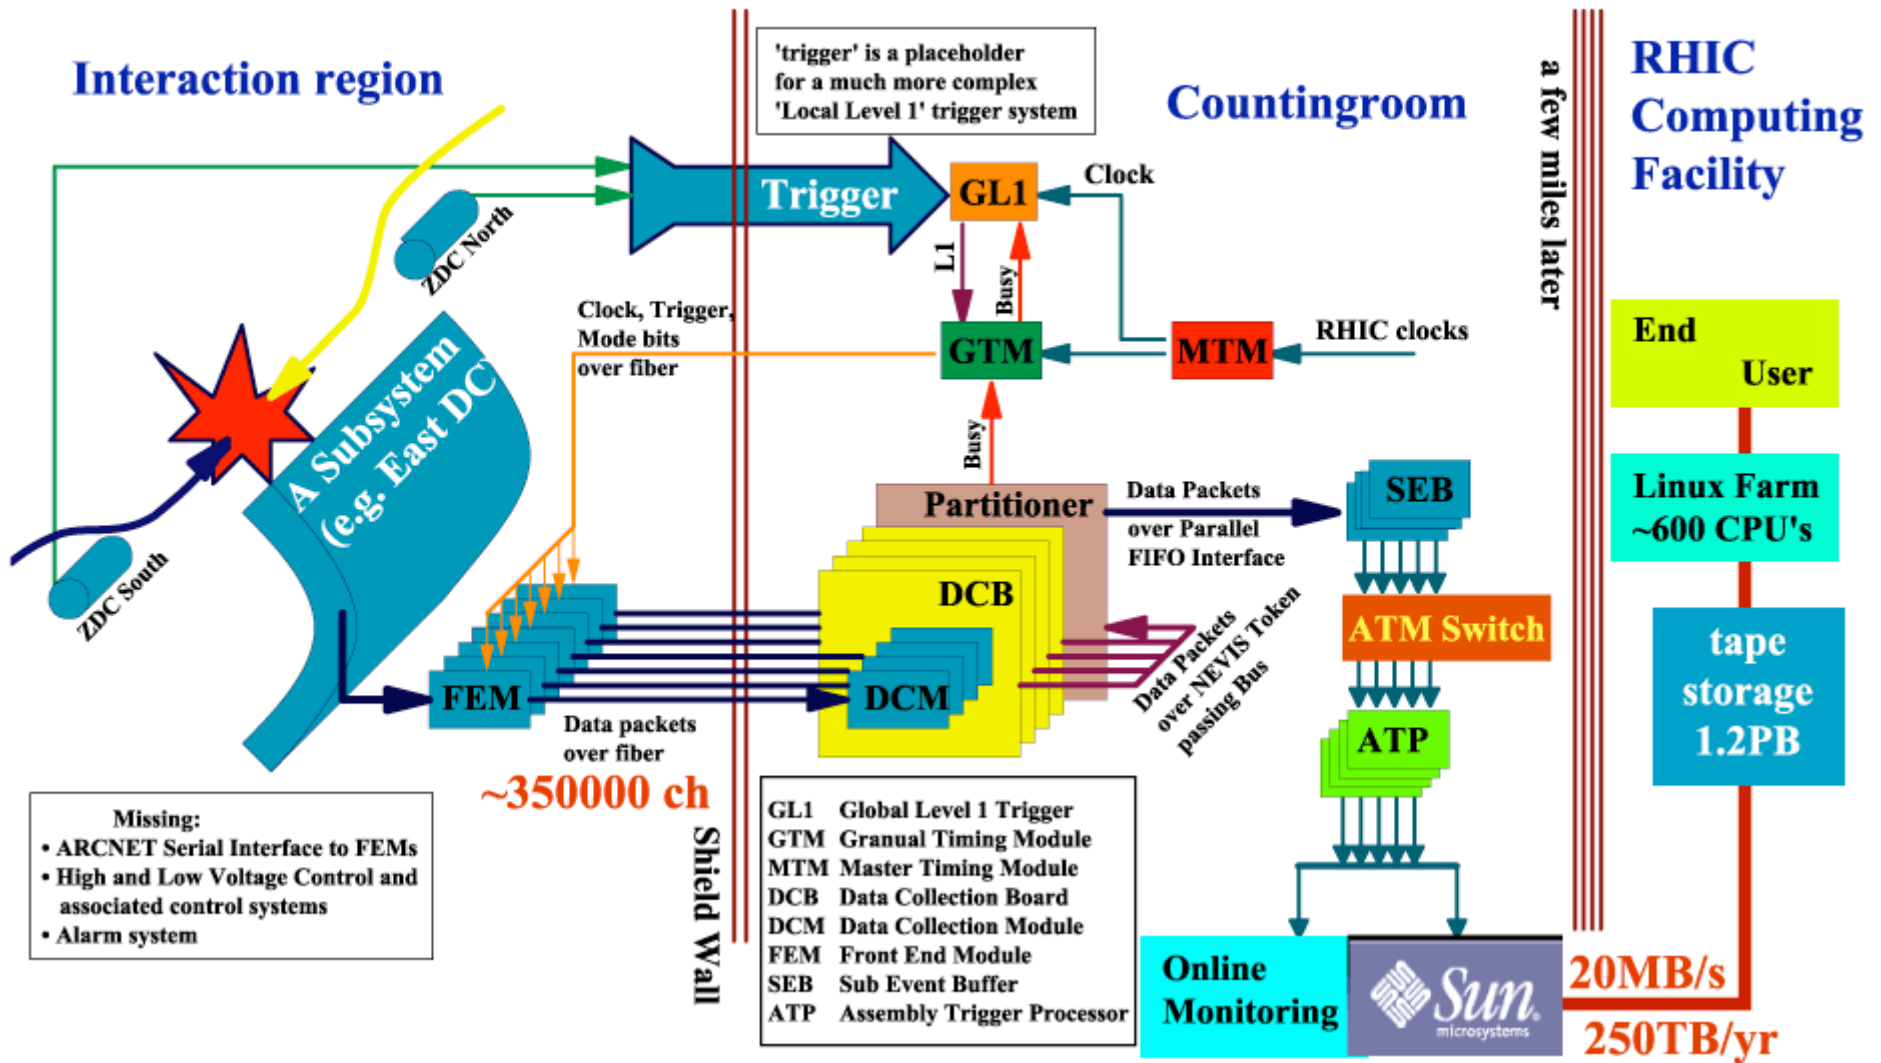 Interaction region
'trigger' is a placeholder
for a much more complex
'Local Level 1' trigger system
Countingroom
a few miles later
RHIC
Computing
Facility
Trigger
GL1
Clock
ZDC North
L1
Busy
Clock, Trigger,
Mode bits
over fiber
GTM
MTM
RHIC clocks
End
User
A Subsystem
(e.g. East DC)
Busy
Partitioner
Data Packets
over Parallel
FIFO Interface
SEB
Linux Farm
~600 CPU's
ZDC South
DCB
Data Packets
over NEVIS Token
passing Bus
ATM Switch
tape
storage
1.2PB
FEM
DCM
Data packets
over fiber
~350000 ch
ATP
Shield Wall
Missing:
• ARCNET Serial Interface to FEMs
• High and Low Voltage Control and
associated control systems
• Alarm system
GL1 Global Level 1 Trigger
GTM Granual Timing Module
MTM Master Timing Module
DCB Data Collection Board
DCM Data Collection Module
FEM Front End Module
SEB Sub Event Buffer
ATP Assembly Trigger Processor
Online
Monitoring
Sun
microsystems
20MB/s
250TB/yr